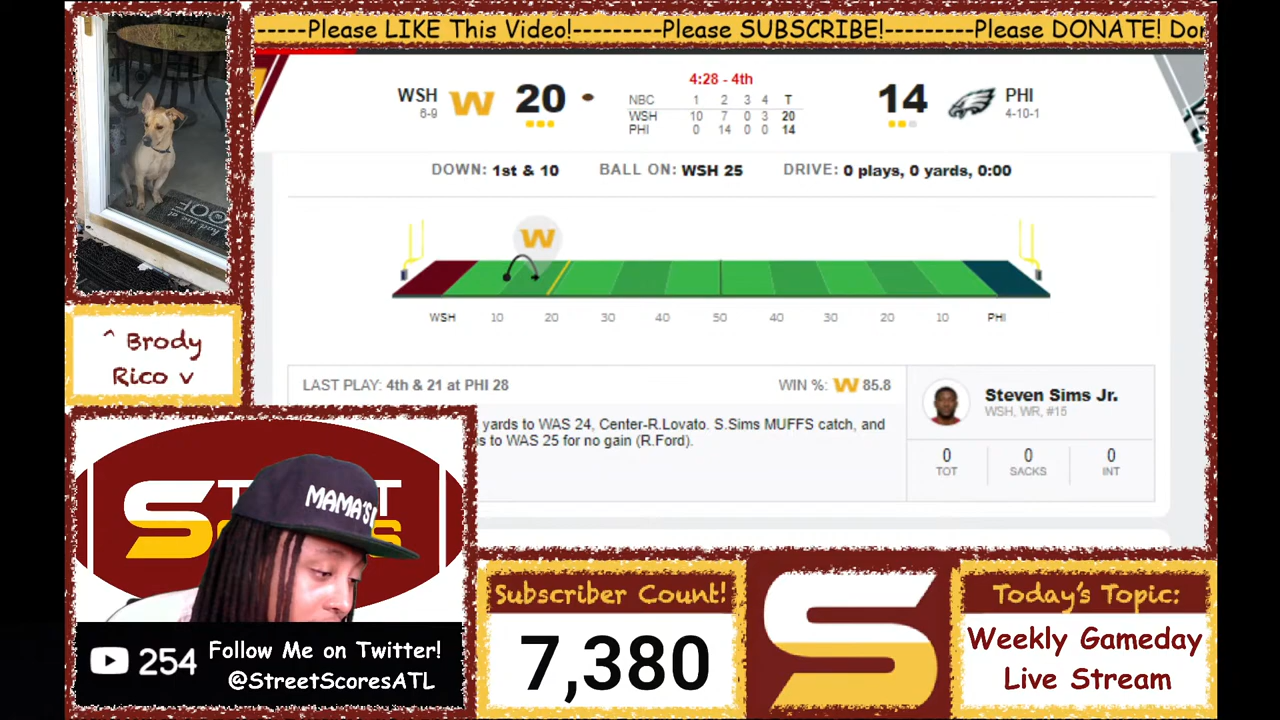 -----Please LIKE This Video!---------Please SUBSCRIBE!--------Please DONATE!
WSH
6-9
W
20
4:28 - 4th
NBC 1 2 3 4 T
WSH 10 7 0 3 20
PHI 0 14 0 0 14
14
PHI
4-10-1
DOWN: 1st & 10 BALL ON: WSH 25 DRIVE: 0 plays, 0 yards, 0:00
W
WSH 10 20 30 40 50 40 30 20 10 PHI
^ Brody
Rico v
LAST PLAY: 4th & 21 at PHI 28
WIN %: W 85.8
yards to WAS 24, Center-R.Lovato. S.Sims MUFFS catch, and
s to WAS 25 for no gain (R.Ford).
Steven Sims Jr.
WSH, WR, #15
0 0 0
TOT SACKS INT
MAMA'S
254
Follow Me on Twitter!
@StreetScoresATL
Subscriber Count!
7,380
S
Today's Topic:
Weekly Gameday
Live Stream